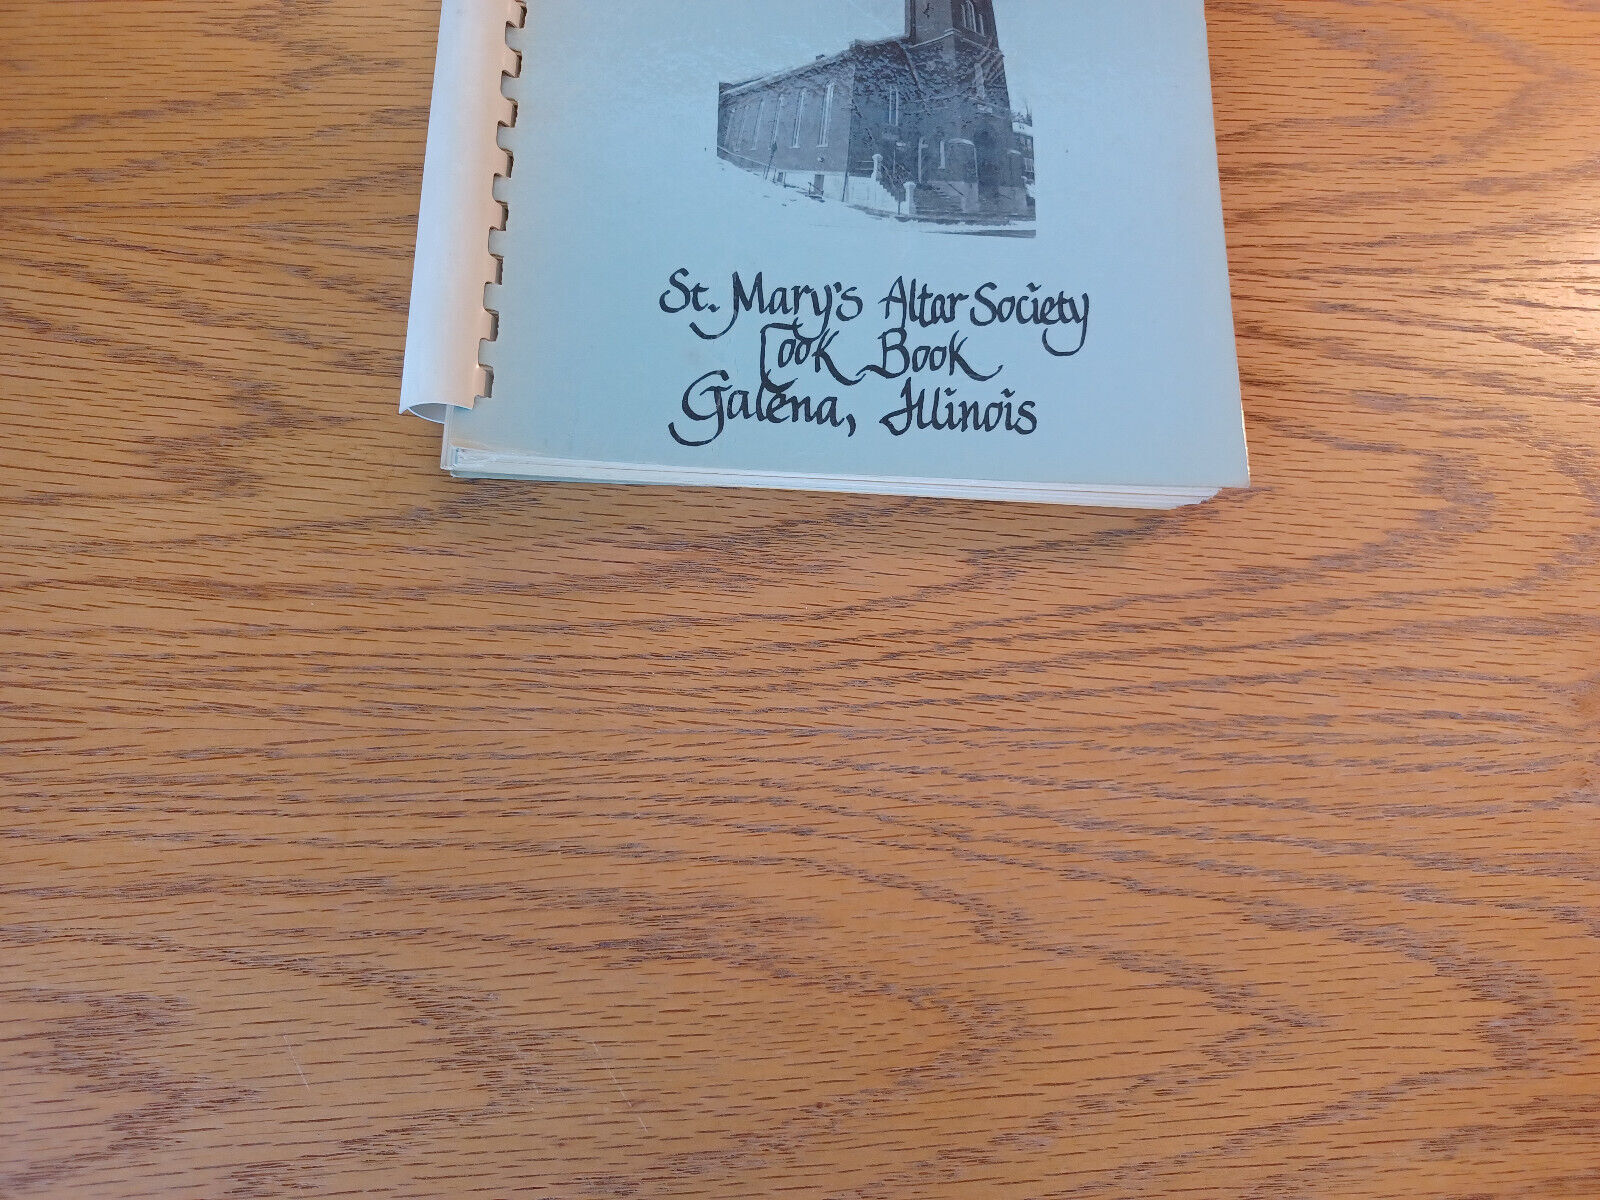 St. Mary's Altar Society
Cook Book
Galena, Illinois